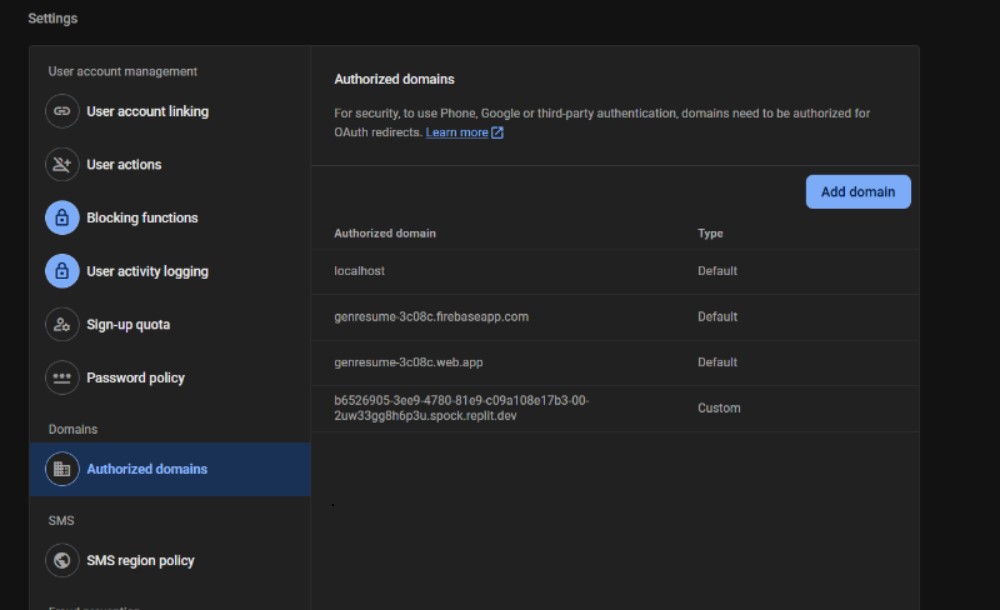 Settings
User account management
User account linking
User actions
Blocking functions
User activity logging
Sign-up quota
Password policy
Domains
Authorized domains
SMS
SMS region policy
Fraud prevention
Authorized domains
For security, to use Phone, Google or third-party authentication, domains need to be authorized for
OAuth redirects. Learn more
Add domain
Authorized domain Type
localhost Default
genresume-3c08c.firebaseapp.com Default
genresume-3c08c.web.app Default
b6526905-3ee9-4780-81e9-c09a108e17b3-00-
2uw33gg8h6p3u.spock.replit.dev Custom